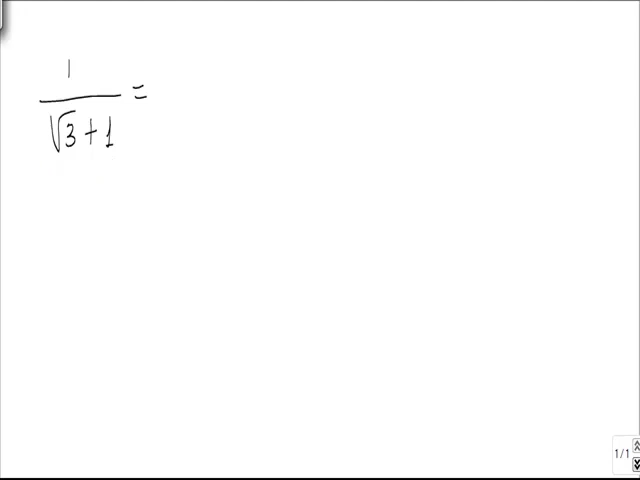 1
√3 + 1 =
1/1